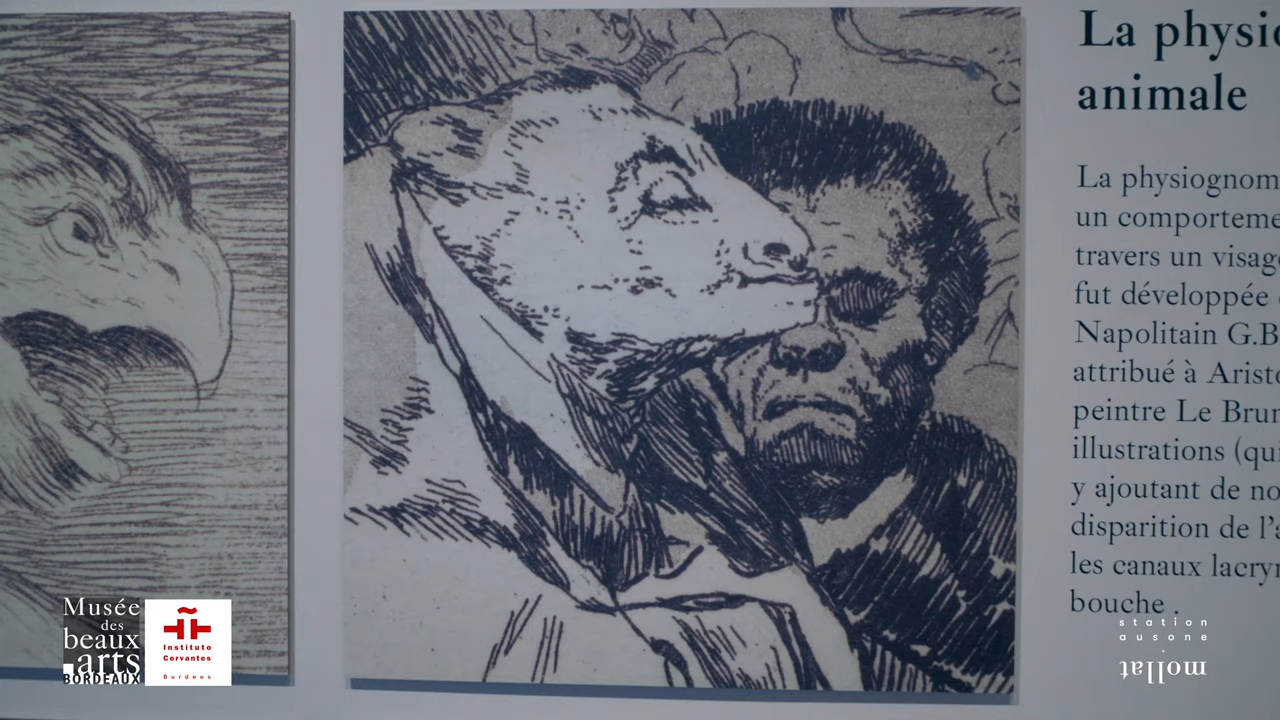 La physio
animale
La physiognom
un comporteme
travers un visag
fut développée
Napolitain G.B
attribué à Aristo
peintre Le Brun
illustrations (qu
y ajoutant de no
disparition de l'a
les canaux lacrym
bouche .
Musée
des
beaux
.arts
BORDEAUX
Instituto
Cervantes
Burdeos
station
ausone
mollat